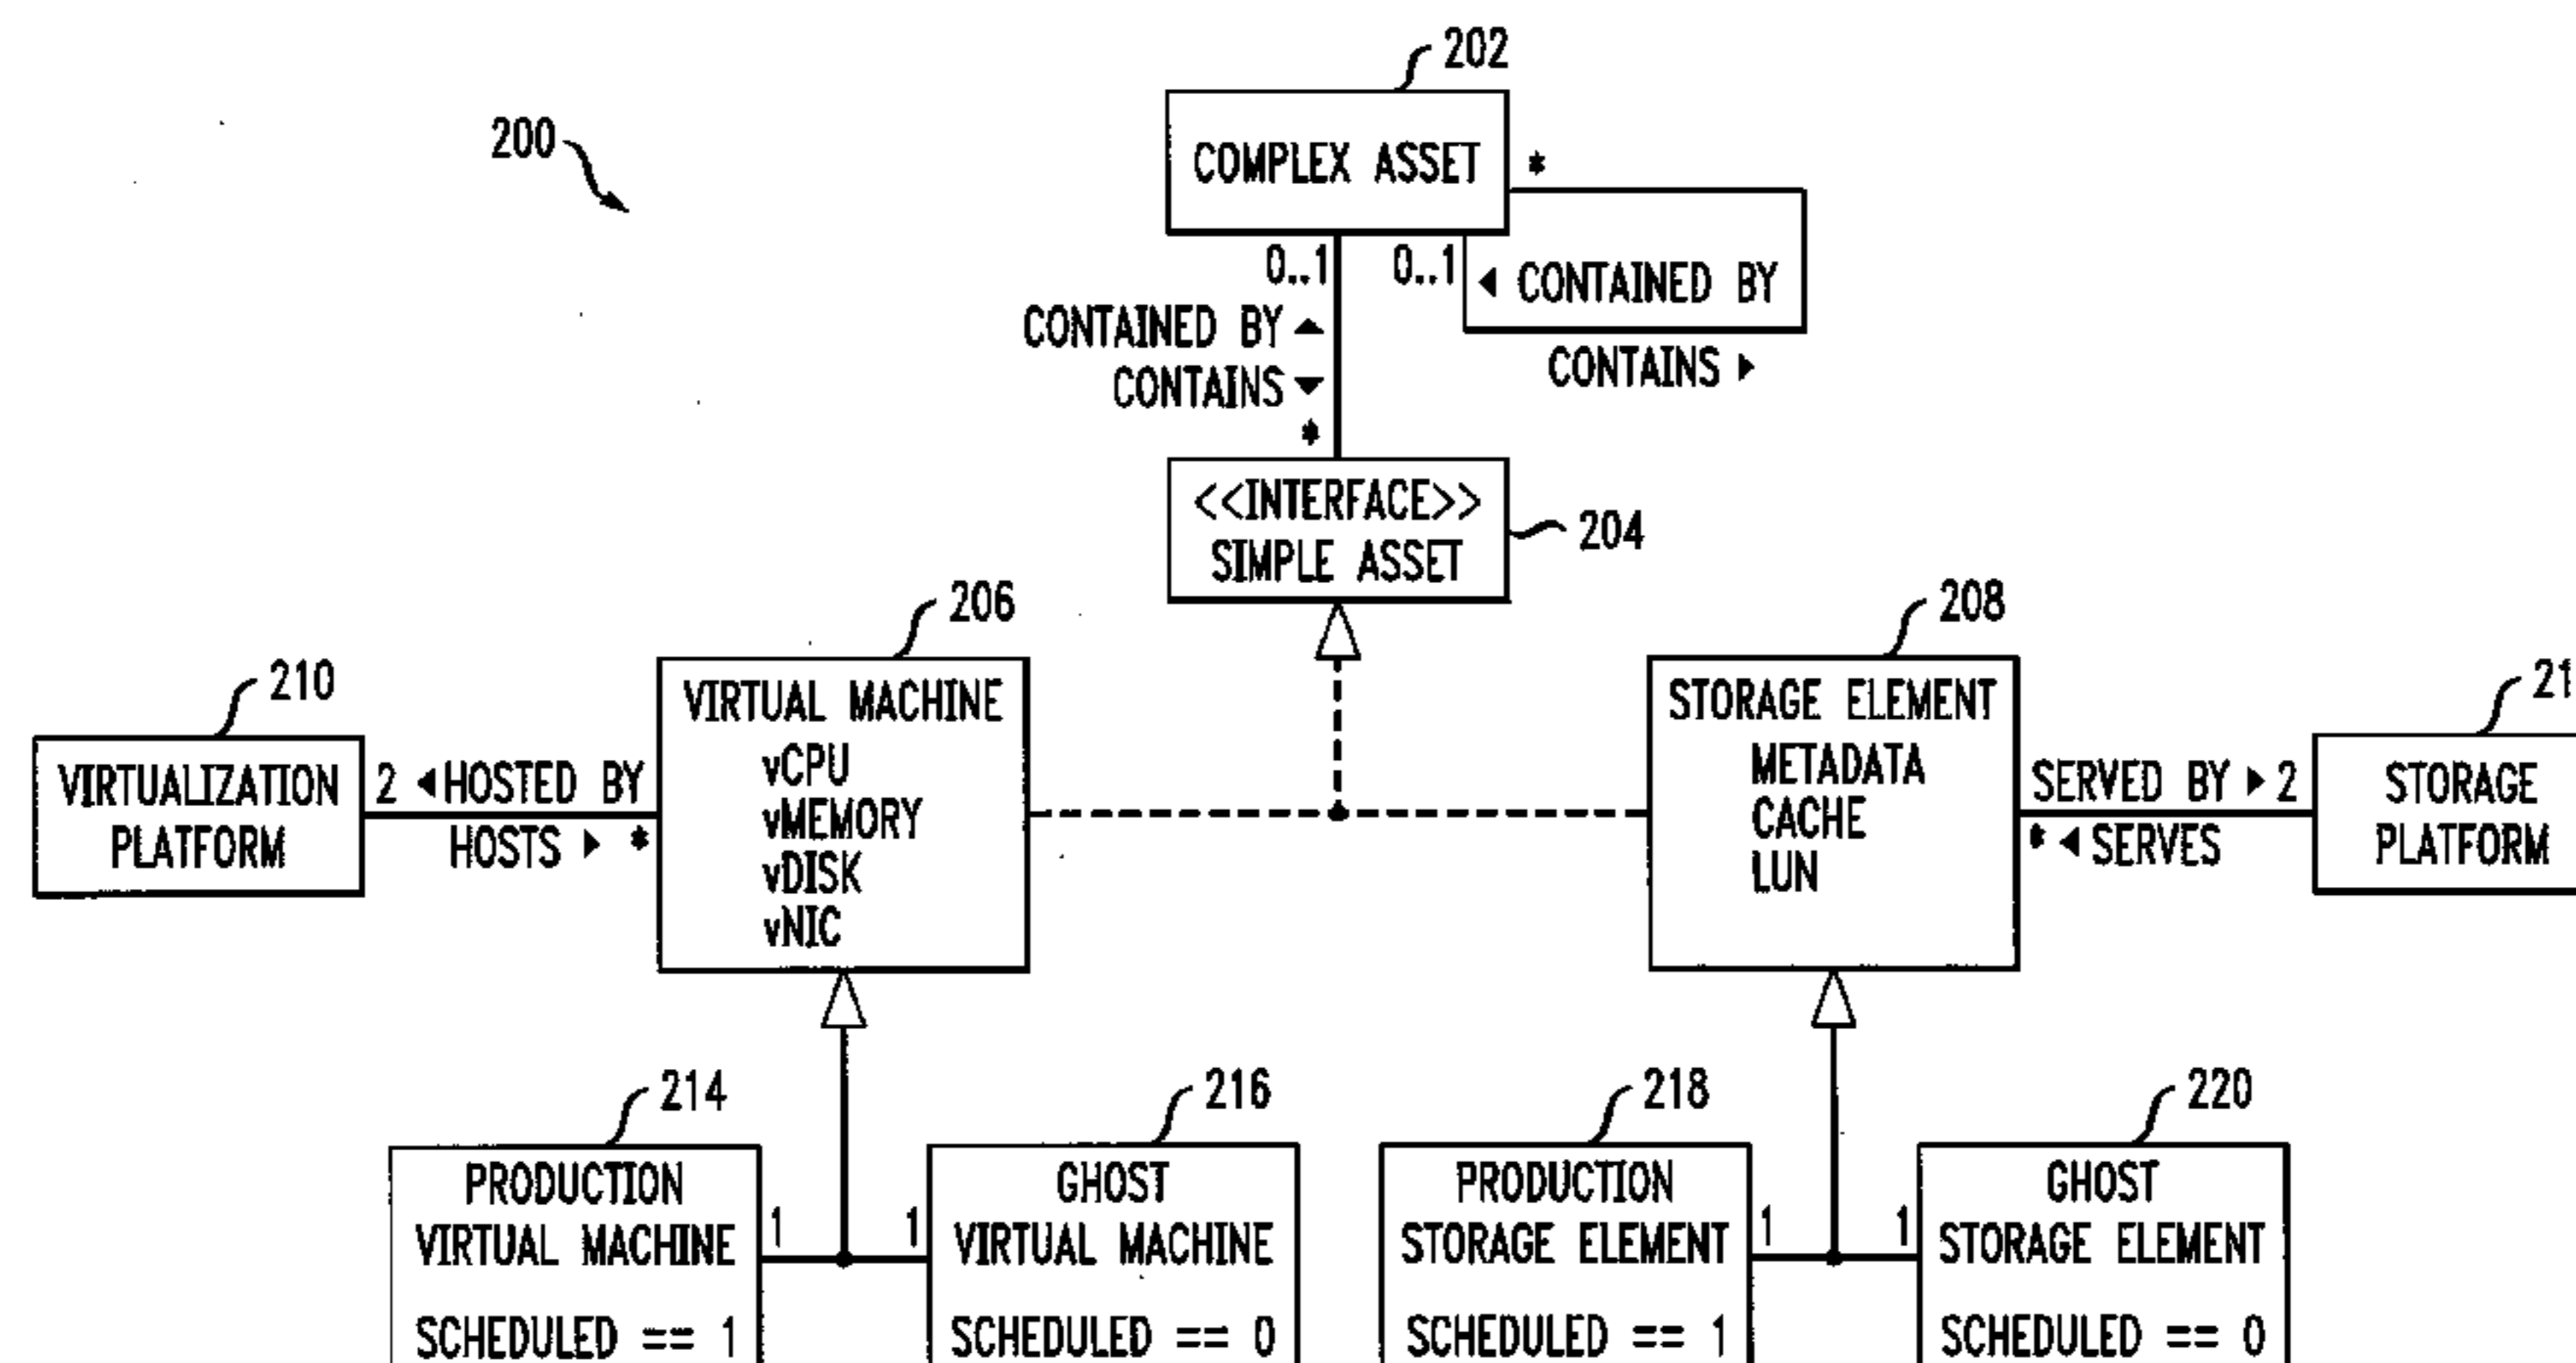 202
200
COMPLEX ASSET
*
0..1
0..1
◄ CONTAINED BY
CONTAINED BY ▲
CONTAINS ►
CONTAINS ▼
*
<<INTERFACE>>
SIMPLE ASSET
204
206
208
210
VIRTUAL MACHINE
vCPU
vMEMORY
vDISK
vNIC
STORAGE ELEMENT
METADATA
CACHE
LUN
VIRTUALIZATION
PLATFORM
2 ◄HOSTED BY
HOSTS ► *
SERVED BY ► 2
* ◄ SERVES
STORAGE
PLATFORM
214
216
218
220
PRODUCTION
VIRTUAL MACHINE
SCHEDULED == 1
1
1
GHOST
VIRTUAL MACHINE
SCHEDULED == 0
PRODUCTION
STORAGE ELEMENT
SCHEDULED == 1
1
1
GHOST
STORAGE ELEMENT
SCHEDULED == 0